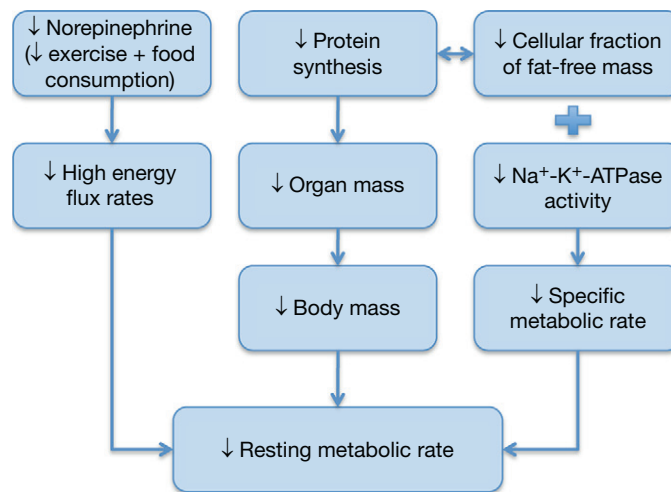 ↓ Norepinephrine
(↓ exercise + food
consumption)
↓ Protein
synthesis
↓ Cellular fraction
of fat-free mass
↓ High energy
flux rates
↓ Organ mass
↓ Na⁺-K⁺-ATPase
activity
↓ Body mass
↓ Specific
metabolic rate
↓ Resting metabolic rate